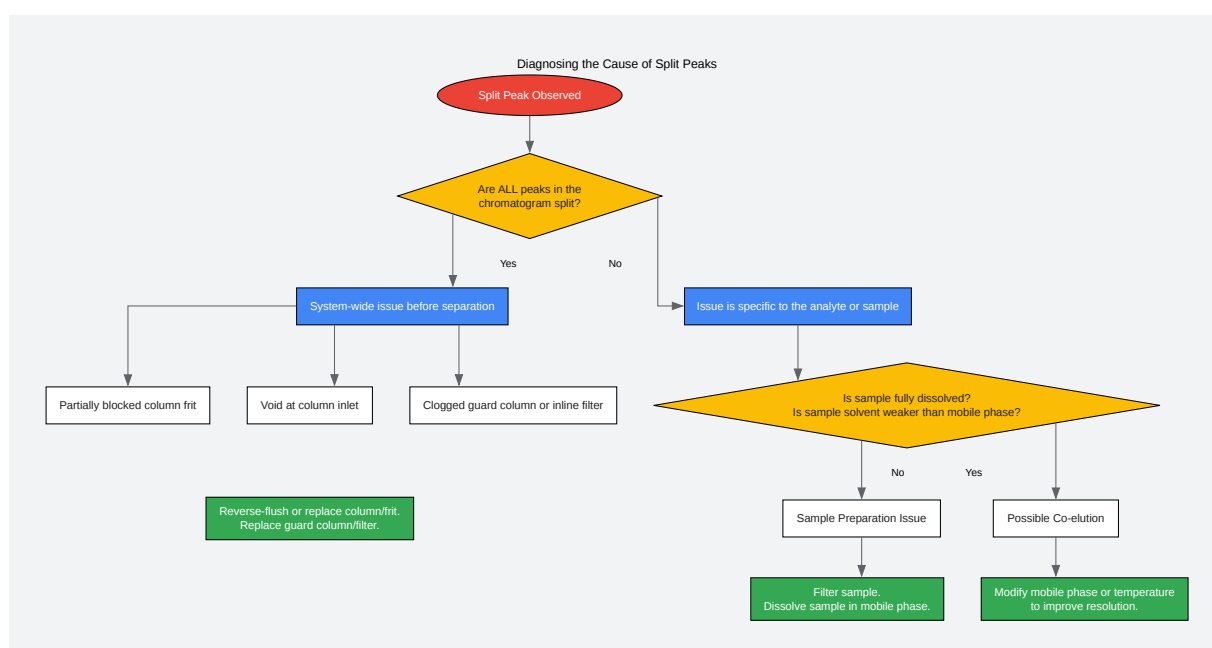 Diagnosing the Cause of Split Peaks
Split Peak Observed
Are ALL peaks in the
chromatogram split?
Yes
No
System-wide issue before separation
Issue is specific to the analyte or sample
Partially blocked column frit
Void at column inlet
Clogged guard column or inline filter
Is sample fully dissolved?
Is sample solvent weaker than mobile phase?
No
Yes
Reverse-flush or replace column/frit.
Replace guard column/filter.
Sample Preparation Issue
Possible Co-elution
Filter sample.
Dissolve sample in mobile phase.
Modify mobile phase or temperature
to improve resolution.